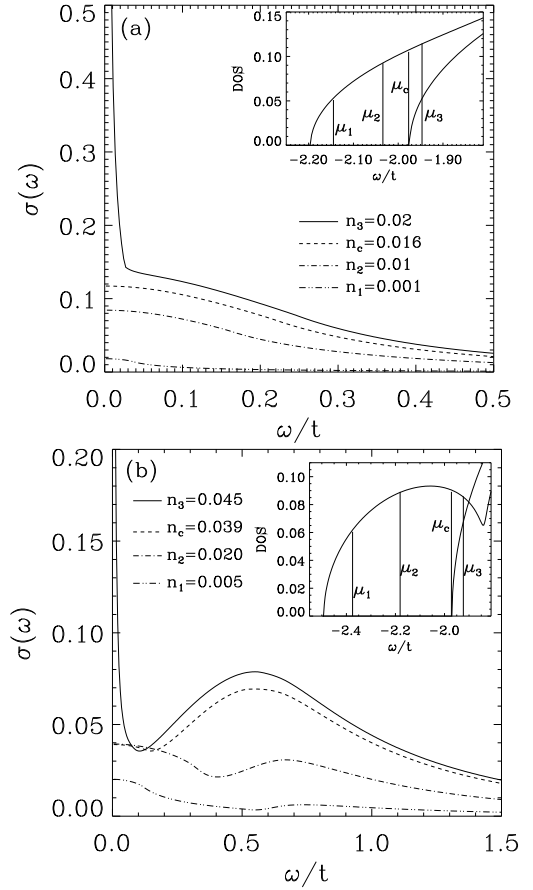 (a)
0.15
0.10
0.05
0.00
DOS
μ₁
μ₂
μc
μ₃
−2.20 −2.10 −2.00 −1.90
ω/t
0.5
0.4
0.3
0.2
0.1
0.0
σ(ω)
n₃=0.02
nc=0.016
n₂=0.01
n₁=0.001
0.0 0.1 0.2 0.3 0.4 0.5
ω/t
(b)
0.20
0.15
0.10
0.05
0.00
σ(ω)
n₃=0.045
nc=0.039
n₂=0.020
n₁=0.005
0.10
0.08
0.06
0.04
0.02
0.00
DOS
μ₁
μ₂
μc
μ₃
−2.4 −2.2 −2.0
ω/t
0.0 0.5 1.0 1.5
ω/t